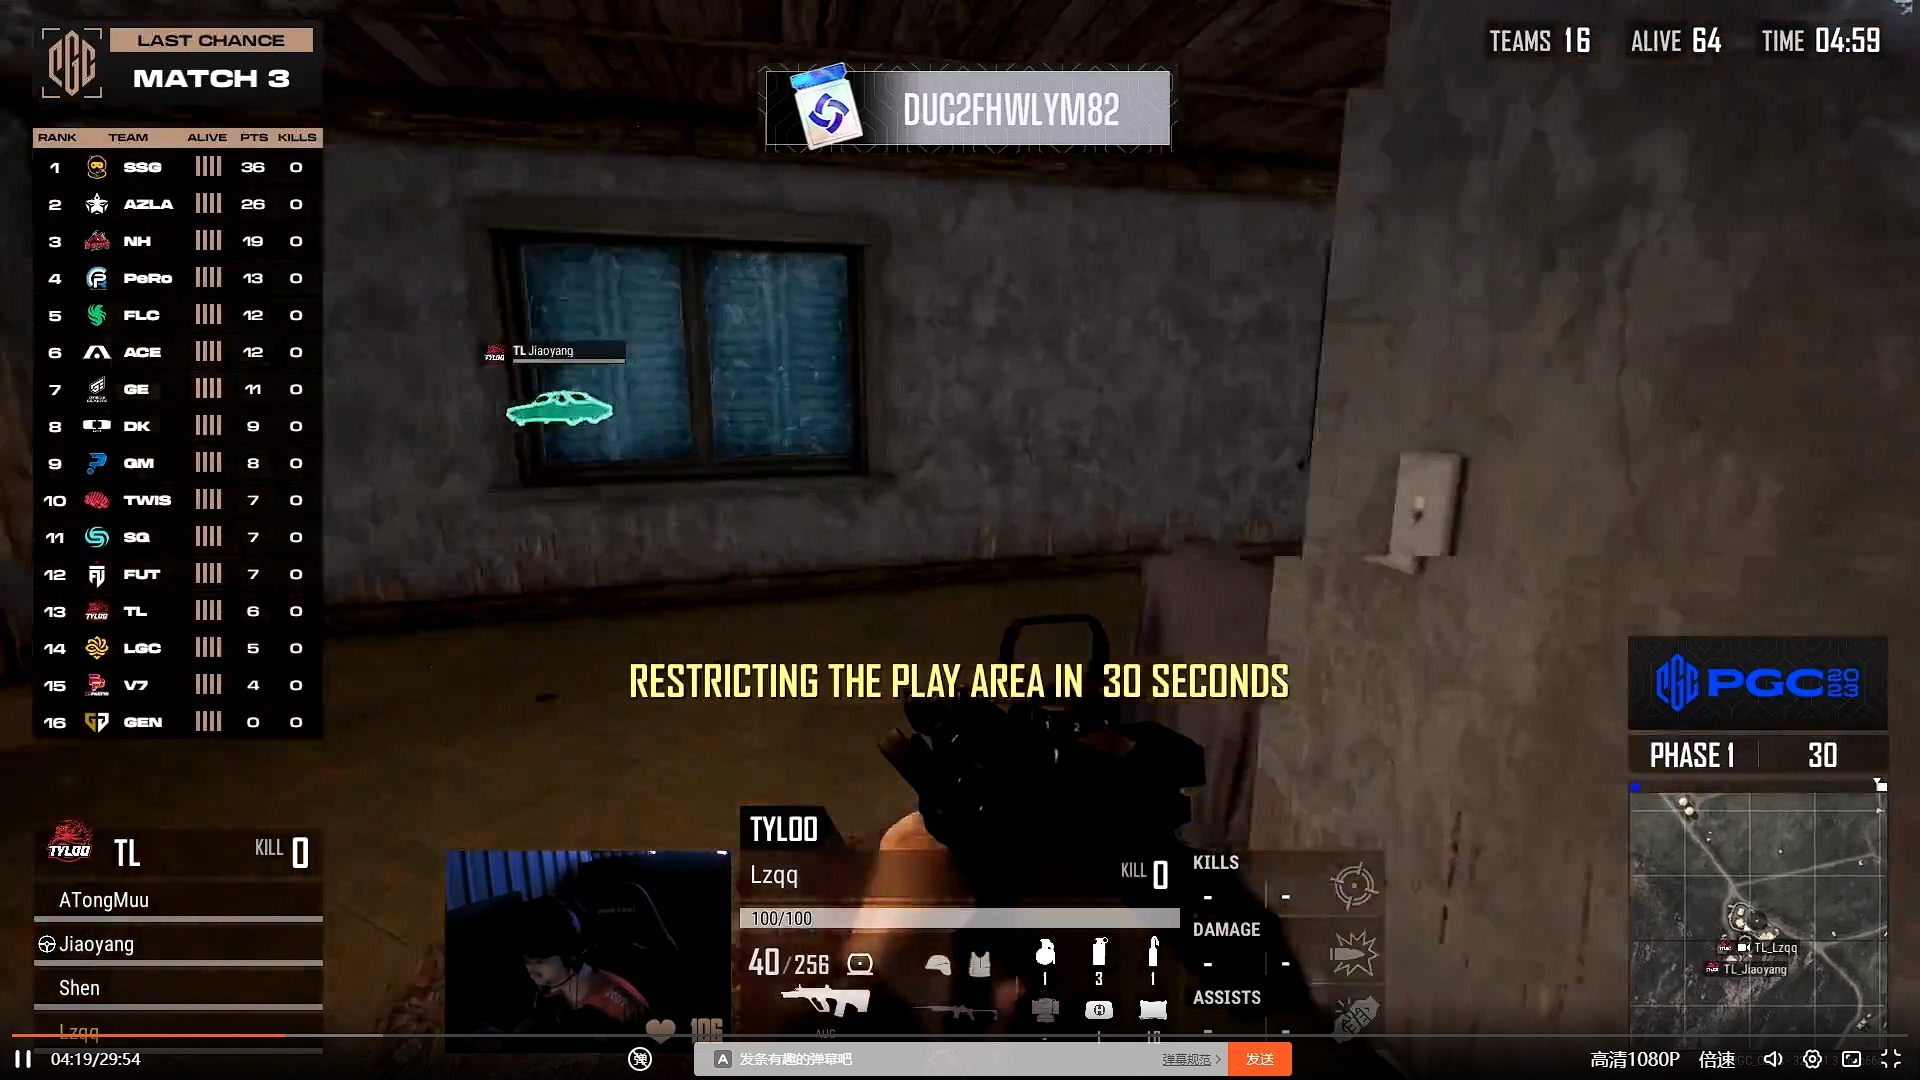 LAST CHANCE
MATCH 3
TEAMS 16 ALIVE 64 TIME 04:59
DUC2FHWLYM82
RANK TEAM ALIVE PTS KILLS
1 SSG 36 0
2 AZLA 26 0
3 NH 19 0
4 PeRo 13 0
5 FLC 12 0
6 ACE 12 0
7 GE 11 0
8 DK 9 0
9 QM 8 0
10 TWIS 7 0
11 SQ 7 0
12 FUT 7 0
13 TL 6 0
14 LGC 5 0
15 V7 4 0
16 GEN 0 0
TL Jiaoyang
RESTRICTING THE PLAY AREA IN 30 SECONDS
PGC 2023
PHASE 1 30
TL_Lzqq
TL_Jiaoyang
TYLOO TL KILL 0
ATongMuu
Jiaoyang
Shen
Lzqq
106
TYLOO
Lzqq KILL 0
100/100
40/256
AUG
1 3 1
KILLS
- -
DAMAGE
- -
ASSISTS
- -
04:19/29:54
弹
A 发条有趣的弹幕吧 弹幕规范 > 发送
高清1080P 倍速